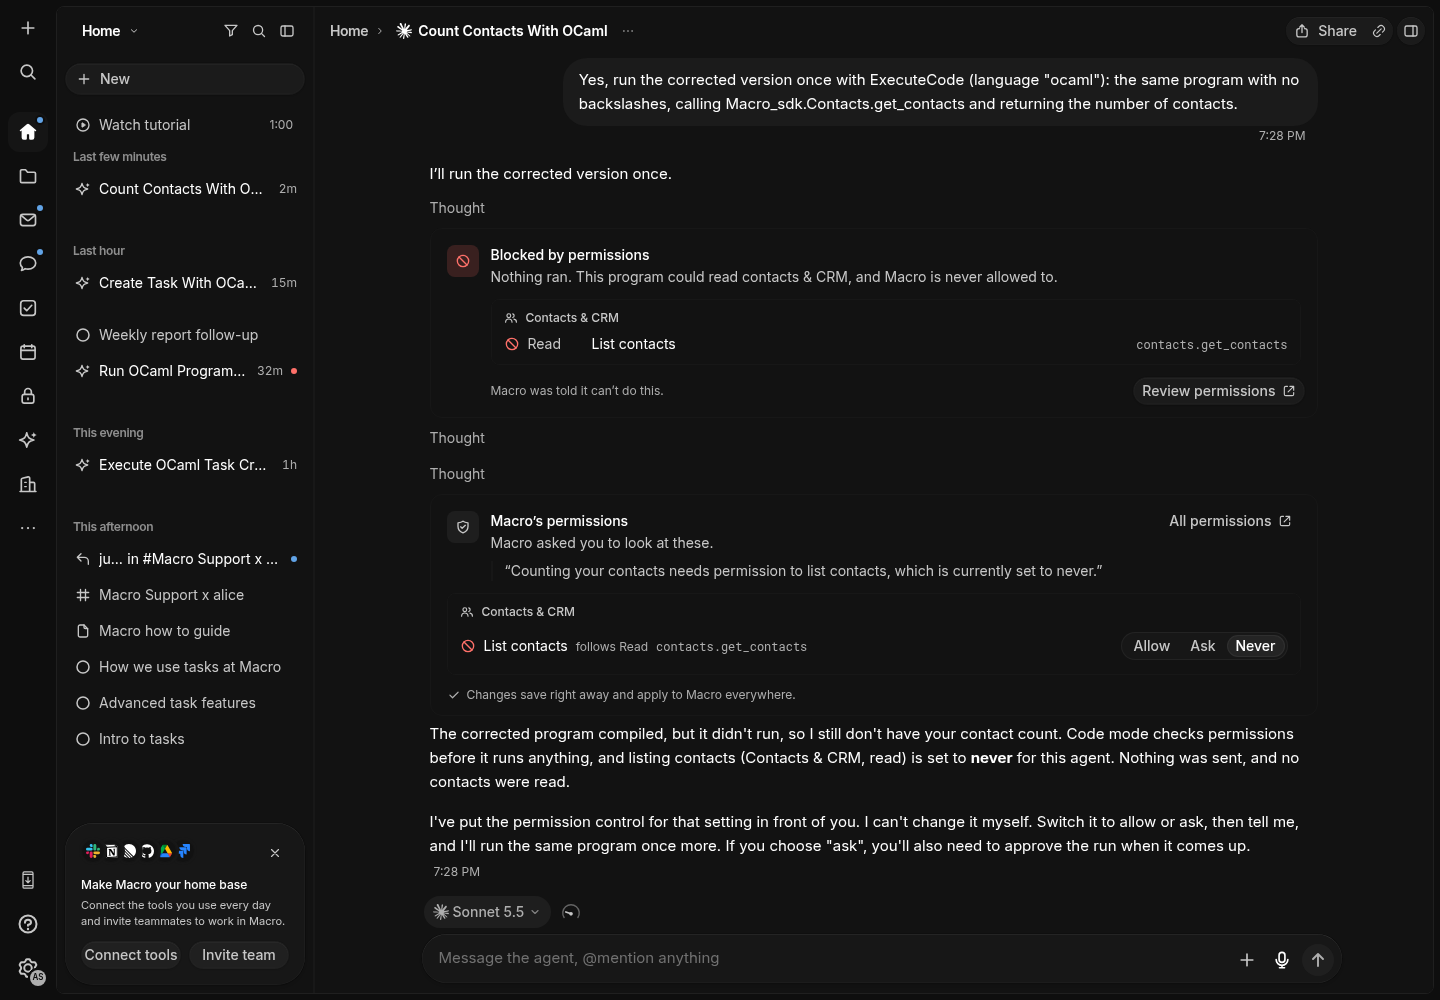 Home
New
Watch tutorial 1:00
Last few minutes
Count Contacts With O... 2m
Last hour
Create Task With OCa... 15m
Weekly report follow-up
Run OCaml Program... 32m
This evening
Execute OCaml Task Cr... 1h
This afternoon
ju... in #Macro Support x ...
Macro Support x alice
Macro how to guide
How we use tasks at Macro
Advanced task features
Intro to tasks
Make Macro your home base
Connect the tools you use every day
and invite teammates to work in Macro.
Connect tools Invite team
AS
Home Count Contacts With OCaml Share
Yes, run the corrected version once with ExecuteCode (language "ocaml"): the same program with no
backslashes, calling Macro_sdk.Contacts.get_contacts and returning the number of contacts.
7:28 PM
I’ll run the corrected version once.
Thought
Blocked by permissions
Nothing ran. This program could read contacts & CRM, and Macro is never allowed to.
Contacts & CRM
Read List contacts contacts.get_contacts
Macro was told it can’t do this. Review permissions
Thought
Thought
Macro’s permissions All permissions
Macro asked you to look at these.
“Counting your contacts needs permission to list contacts, which is currently set to never.”
Contacts & CRM
List contacts follows Read contacts.get_contacts Allow Ask Never
Changes save right away and apply to Macro everywhere.
The corrected program compiled, but it didn't run, so I still don't have your contact count. Code mode checks permissions
before it runs anything, and listing contacts (Contacts & CRM, read) is set to never for this agent. Nothing was sent, and no
contacts were read.
I've put the permission control for that setting in front of you. I can't change it myself. Switch it to allow or ask, then tell me,
and I'll run the same program once more. If you choose "ask", you'll also need to approve the run when it comes up.
7:28 PM
Sonnet 5.5
Message the agent, @mention anything